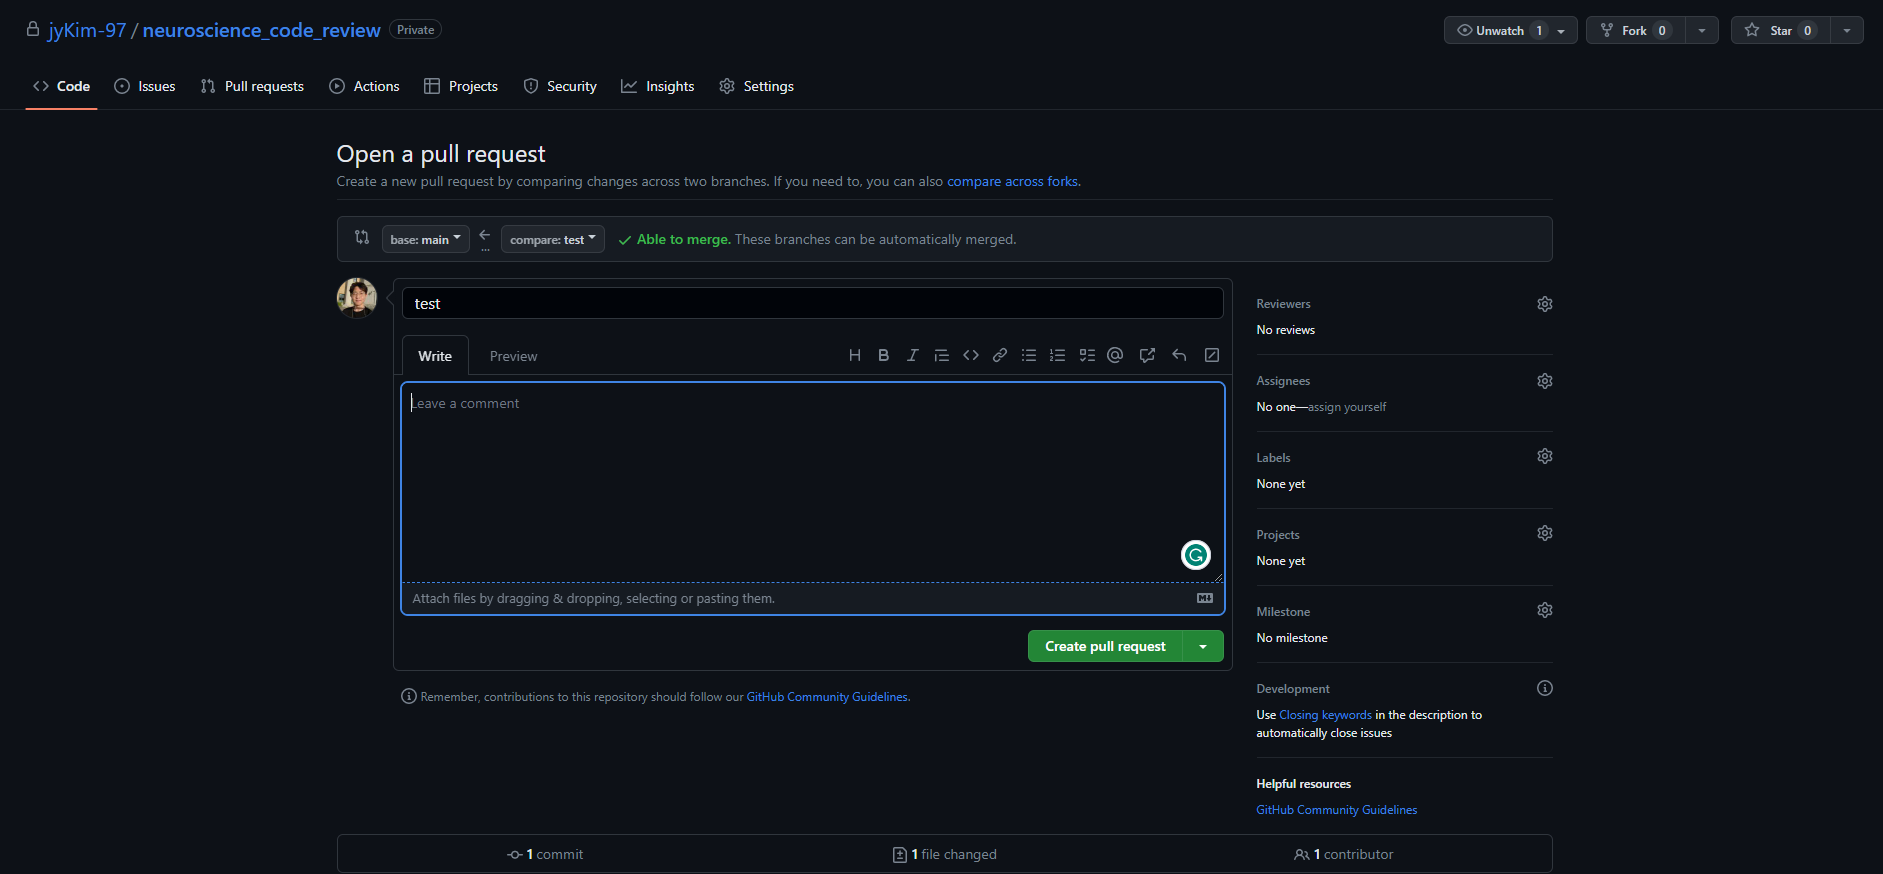 jyKim-97 / neuroscience_code_review Private
Unwatch 1 Fork 0 Star 0
Code Issues Pull requests Actions Projects Security Insights Settings
Open a pull request
Create a new pull request by comparing changes across two branches. If you need to, you can also compare across forks.
base: main ... compare: test Able to merge. These branches can be automatically merged.
test
Write Preview
Leave a comment
Attach files by dragging & dropping, selecting or pasting them.
Create pull request
Remember, contributions to this repository should follow our GitHub Community Guidelines.
Reviewers
No reviews
Assignees
No one—assign yourself
Labels
None yet
Projects
None yet
Milestone
No milestone
Development
Use Closing keywords in the description to
automatically close issues
Helpful resources
GitHub Community Guidelines
1 commit 1 file changed 1 contributor